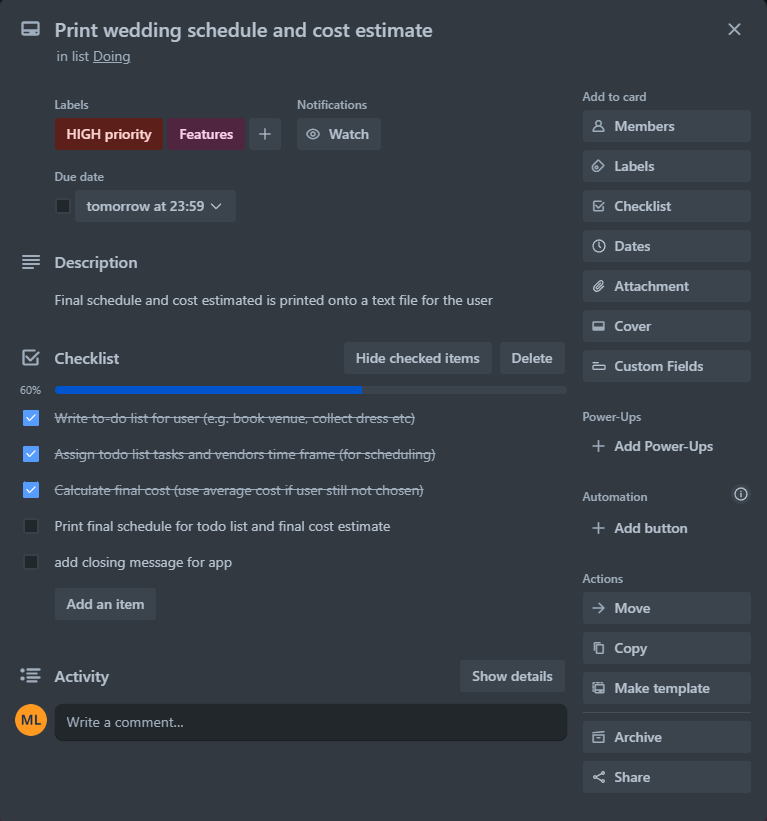 Print wedding schedule and cost estimate
in list Doing
Labels
HIGH priority
Features
Notifications
Watch
Due date
tomorrow at 23:59
Description
Final schedule and cost estimated is printed onto a text file for the user
Checklist
Hide checked items
Delete
60%
Write to-do list for user (e.g. book venue, collect dress etc)
Assign todo list tasks and vendors time frame (for scheduling)
Calculate final cost (use average cost if user still not chosen)
Print final schedule for todo list and final cost estimate
add closing message for app
Add an item
Activity
Show details
ML
Write a comment...
Add to card
Members
Labels
Checklist
Dates
Attachment
Cover
Custom Fields
Power-Ups
Add Power-Ups
Automation
Add button
Actions
Move
Copy
Make template
Archive
Share